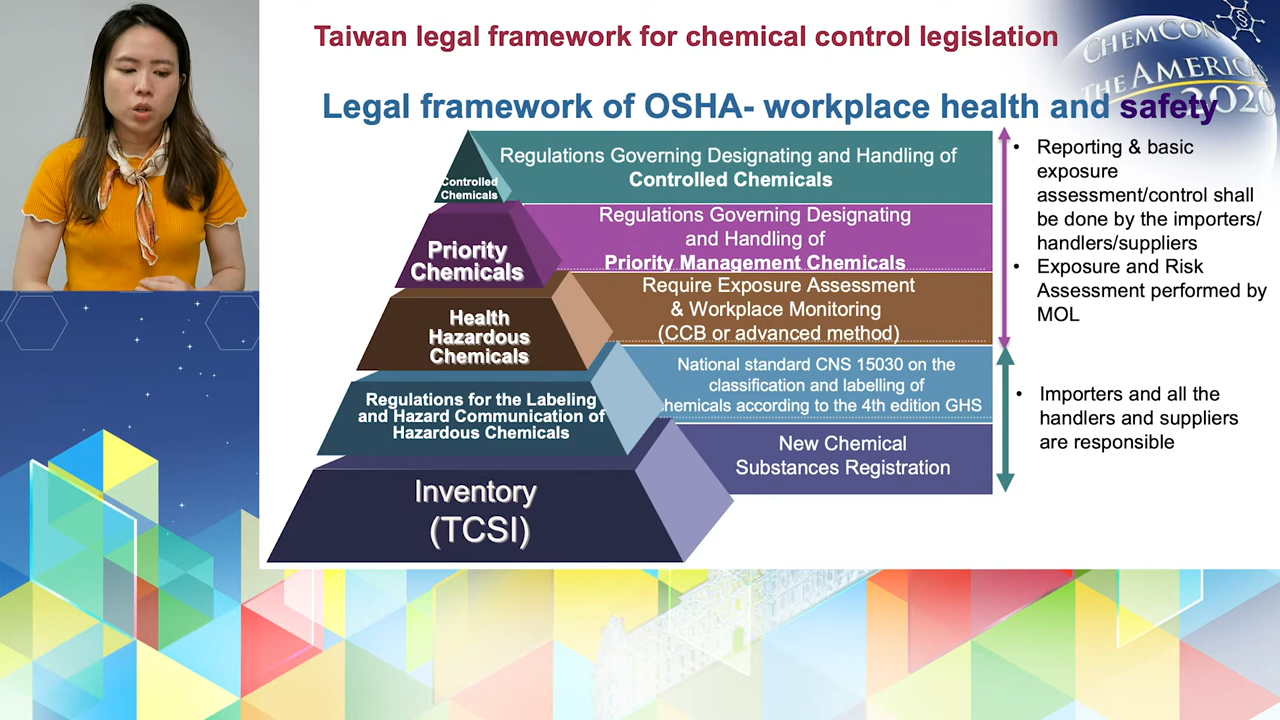 Taiwan legal framework for chemical control legislation
CHEMCON
THE AMERICAS
2020
Legal framework of OSHA- workplace health and safety
Controlled
Chemicals
Regulations Governing Designating and Handling of
Controlled Chemicals
Priority
Chemicals
Regulations Governing Designating
and Handling of
Priority Management Chemicals
Health
Hazardous
Chemicals
Require Exposure Assessment
& Workplace Monitoring
(CCB or advanced method)
Regulations for the Labeling
and Hazard Communication of
Hazardous Chemicals
National standard CNS 15030 on the
classification and labelling of
hemicals according to the 4th edition GHS
Inventory
(TCSI)
New Chemical
Substances Registration
• Reporting & basic
exposure
assessment/control shall
be done by the importers/
handlers/suppliers
• Exposure and Risk
Assessment performed by
MOL
• Importers and all the
handlers and suppliers
are responsible